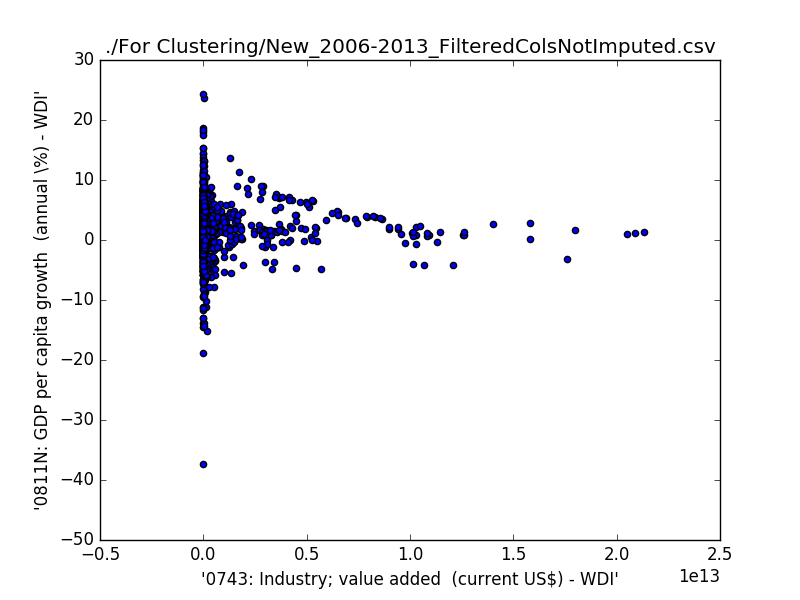 ./For Clustering/New_2006-2013_FilteredColsNotImputed.csv
30
20
10
0
−10
−20
−30
−40
−50
'0811N: GDP per capita growth  (annual \%) - WDI'
−0.5 0.0 0.5 1.0 1.5 2.0 2.5
1e13
'0743: Industry; value added  (current US$) - WDI'